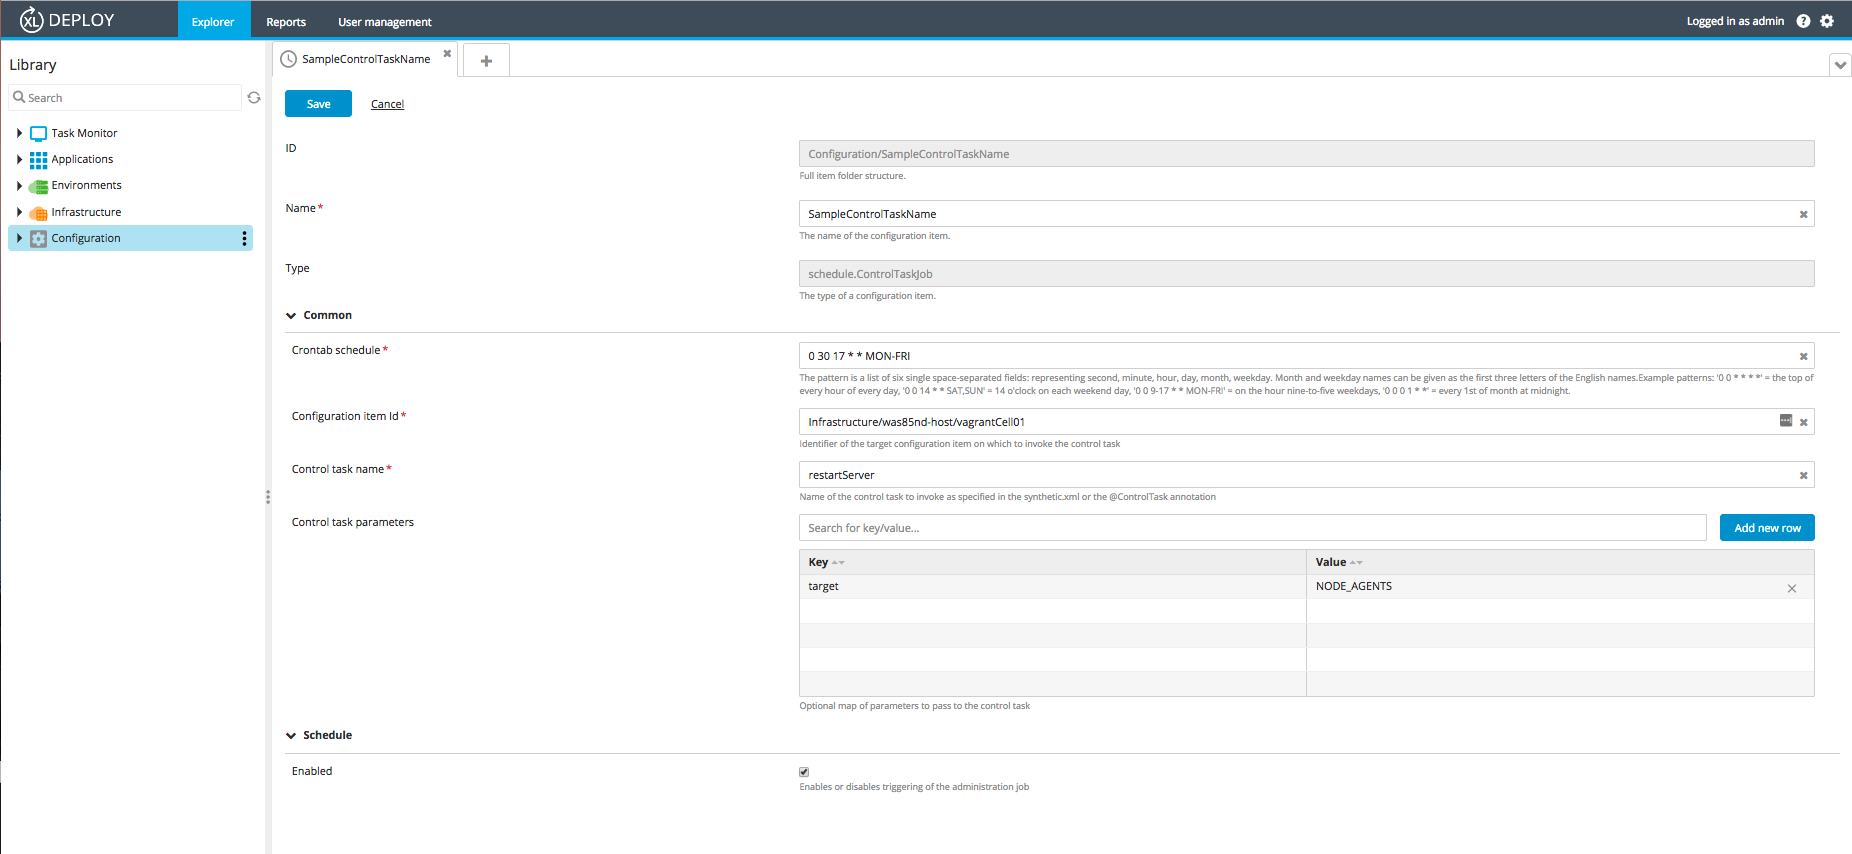 XL DEPLOY Explorer Reports User management Logged in as admin ?
Library
Search
Task Monitor
Applications
Environments
Infrastructure
Configuration
SampleControlTaskName
Save Cancel
ID Configuration/SampleControlTaskName
Full item folder structure.
Name* SampleControlTaskName
The name of the configuration item.
Type schedule.ControlTaskJob
The type of a configuration item.
Common
Crontab schedule* 0 30 17 * * MON-FRI
The pattern is a list of six single space-separated fields: representing second, minute, hour, day, month, weekday. Month and weekday names can be given as the first three letters of the English names.Example patterns: '0 0 * * * *' = the top of
every hour of every day, '0 0 14 * * SAT,SUN' = 14 o'clock on each weekend day, '0 0 9-17 * * MON-FRI' = on the hour nine-to-five weekdays, '0 0 0 1 * *' = every 1st of month at midnight.
Configuration item Id* Infrastructure/was85nd-host/vagrantCell01
Identifier of the target configuration item on which to invoke the control task
Control task name* restartServer
Name of the control task to invoke as specified in the synthetic.xml or the @ControlTask annotation
Control task parameters Search for key/value... Add new row
Key Value
target NODE_AGENTS
Optional map of parameters to pass to the control task
Schedule
Enabled
Enables or disables triggering of the administration job